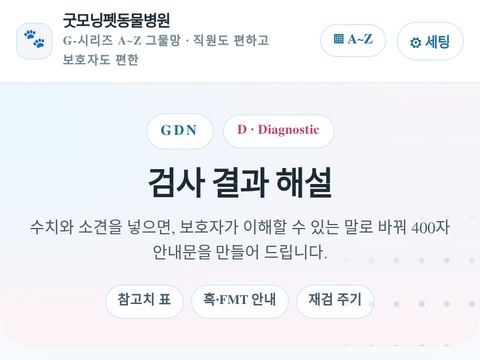 굿모닝펫동물병원
G-시리즈 A~Z 그물망 · 직원도 편하고
보호자도 편한
A~Z
세팅
GDN
D · Diagnostic
검사 결과 해설
수치와 소견을 넣으면, 보호자가 이해할 수 있는 말로 바꿔 400자
안내문을 만들어 드립니다.
참고치 표
혹·FMT 안내
재검 주기